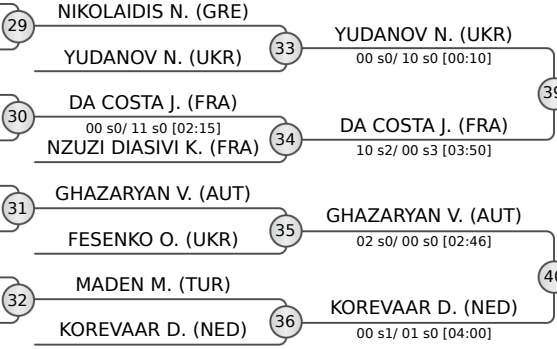 NIKOLAIDIS N. (GRE)
29
YUDANOV N. (UKR)
33
YUDANOV N. (UKR)
00 s0/ 10 s0 [00:10]
39
DA COSTA J. (FRA)
30
00 s0/ 11 s0 [02:15]
NZUZI DIASIVI K. (FRA)
34
DA COSTA J. (FRA)
10 s2/ 00 s3 [03:50]
GHAZARYAN V. (AUT)
31
FESENKO O. (UKR)
35
GHAZARYAN V. (AUT)
02 s0/ 00 s0 [02:46]
40
MADEN M. (TUR)
32
KOREVAAR D. (NED)
36
KOREVAAR D. (NED)
00 s1/ 01 s0 [04:00]